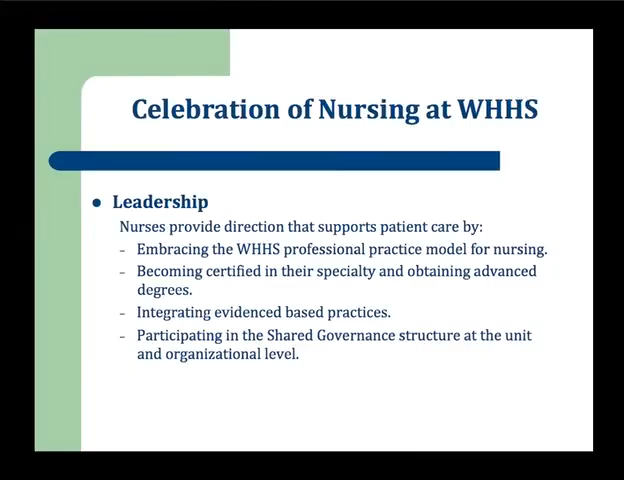 Celebration of Nursing at WHHS
● Leadership
Nurses provide direction that supports patient care by:
– Embracing the WHHS professional practice model for nursing.
– Becoming certified in their specialty and obtaining advanced
degrees.
– Integrating evidenced based practices.
– Participating in the Shared Governance structure at the unit
and organizational level.